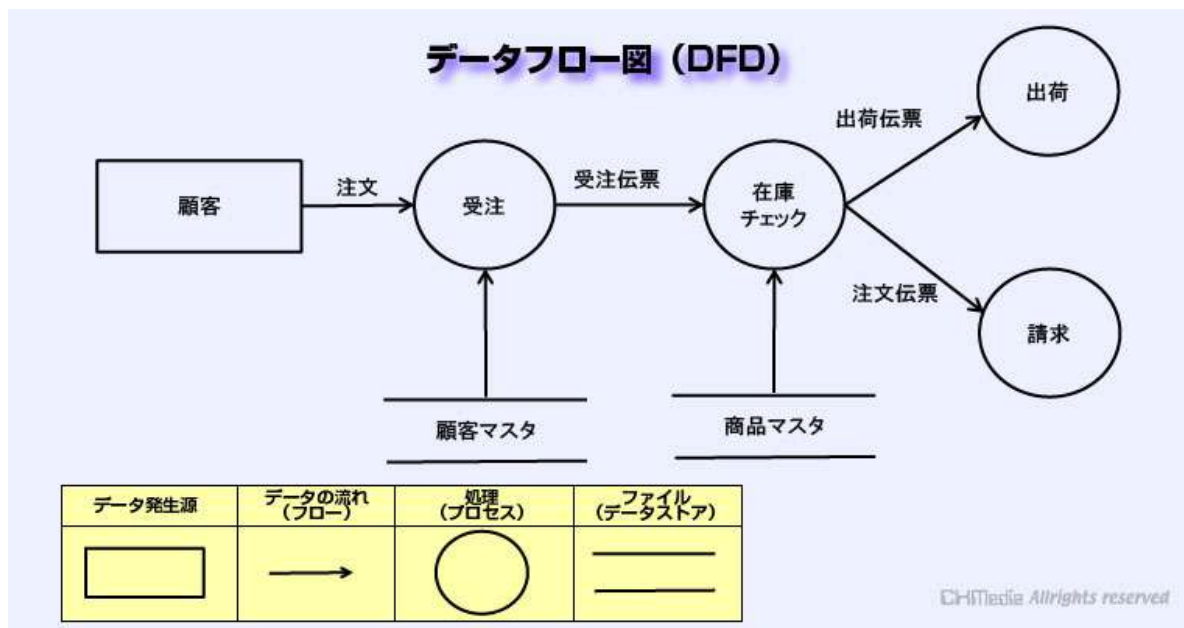 データフロー図（DFD）
出荷
出荷伝票
顧客
注文
受注
受注伝票
在庫
チェック
注文伝票
請求
顧客マスタ
商品マスタ
データ発生源
データの流れ
（フロー）
処理
（プロセス）
ファイル
（データストア）
CHMedia Allrights reserved